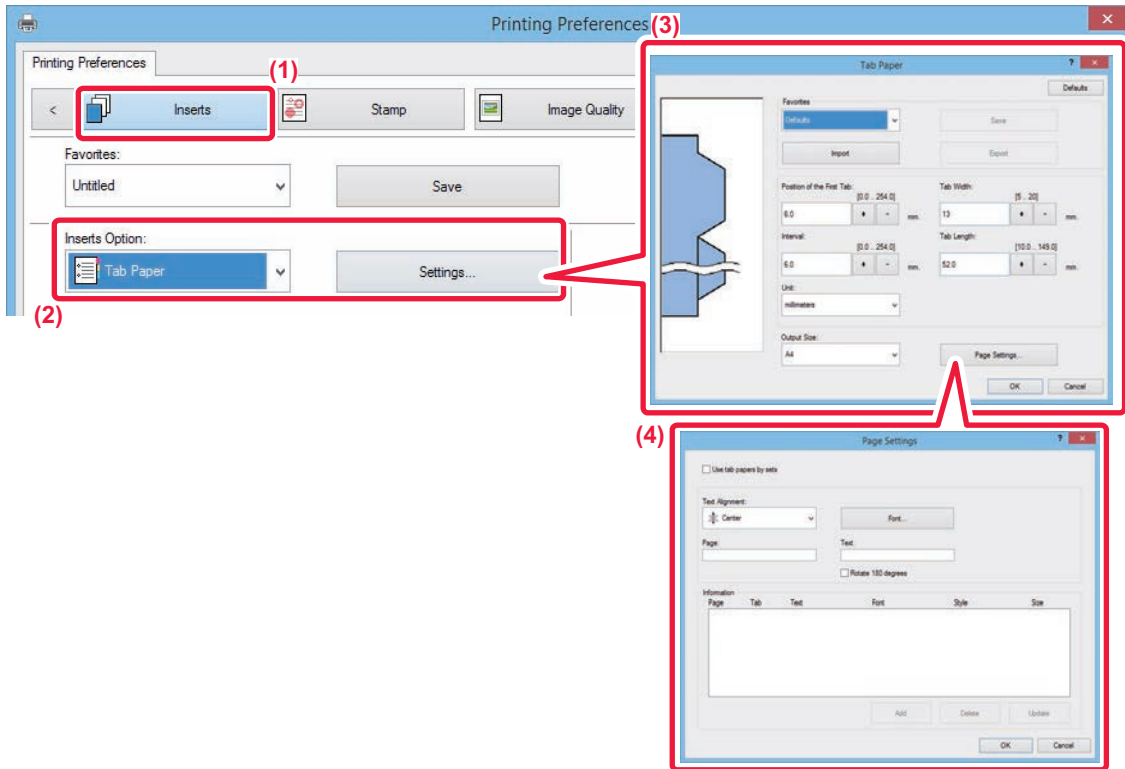 Printing Preferences
Printing Preferences
(1)
< Inserts Stamp Image Quality
Favorites:
Untitled Save
Inserts Option:
Tab Paper Settings...
(2)
(3)
Tab Paper ?
Defaults
Favorites
Defaults Save
Import Export
Position of the First Tab: Tab Width:
[0.0 .. 254.0] [5 .. 20]
6.0 + - mm. 13 + - mm.
Interval: Tab Length:
[0.0 .. 254.0] [10.0 .. 149.0]
6.0 + - mm. 52.0 + - mm.
Unit:
millimeters
Output Size:
A4 Page Settings...
OK Cancel
(4)
Page Settings ?
Use tab papers by sets
Text Alignment:
Center Font...
Page: Text:
Rotate 180 degrees
Information
Page Tab Text Font Style Size
Add Delete Update
OK Cancel